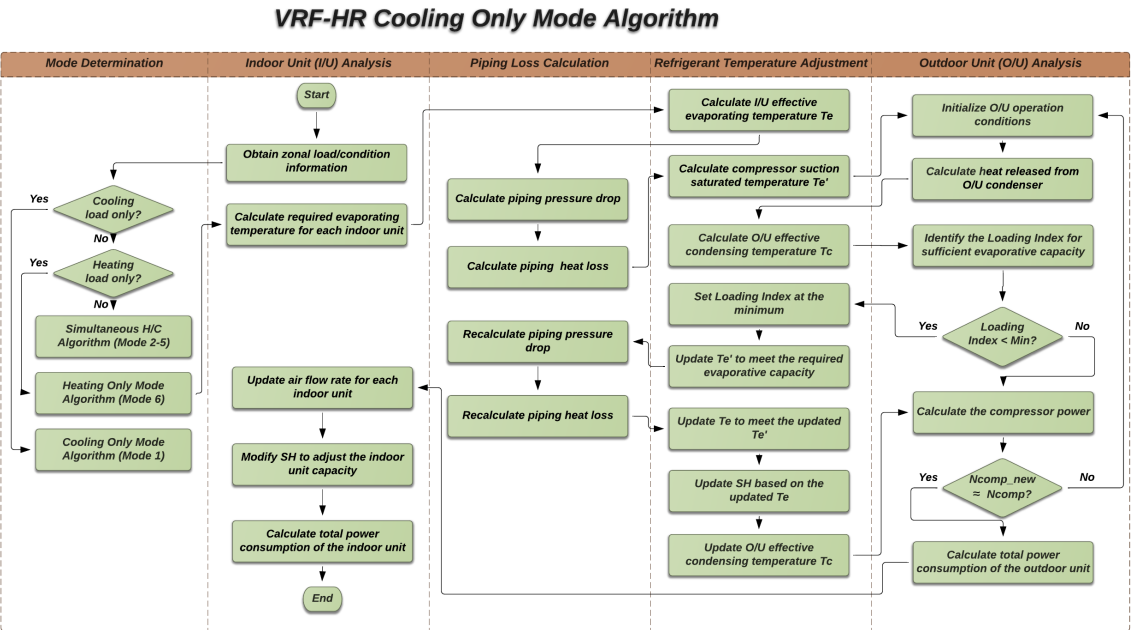 VRF-HR Cooling Only Mode Algorithm
Mode Determination
Indoor Unit (I/U) Analysis
Piping Loss Calculation
Refrigerant Temperature Adjustment
Outdoor Unit (O/U) Analysis
Cooling
load only?
Yes
No
Heating
load only?
Yes
No
Simultaneous H/C
Algorithm (Mode 2-5)
Heating Only Mode
Algorithm (Mode 6)
Cooling Only Mode
Algorithm (Mode 1)
Start
Obtain zonal load/condition
information
Calculate required evaporating
temperature for each indoor unit
Update air flow rate for each
indoor unit
Modify SH to adjust the indoor
unit capacity
Calculate total power
consumption of the indoor unit
End
Calculate piping pressure drop
Calculate piping heat loss
Recalculate piping pressure
drop
Recalculate piping heat loss
Calculate I/U effective
evaporating temperature Te
Calculate compressor suction
saturated temperature Te'
Calculate O/U effective
condensing temperature Tc
Set Loading Index at the
minimum
Update Te' to meet the required
evaporative capacity
Update Te to meet the updated
Te'
Update SH based on the
updated Te
Update O/U effective
condensing temperature Tc
Initialize O/U operation
conditions
Calculate heat released from
O/U condenser
Identify the Loading Index for
sufficient evaporative capacity
Yes
Loading
Index < Min?
No
Calculate the compressor power
Yes
Ncomp_new
≈ Ncomp?
No
Calculate total power
consumption of the outdoor unit